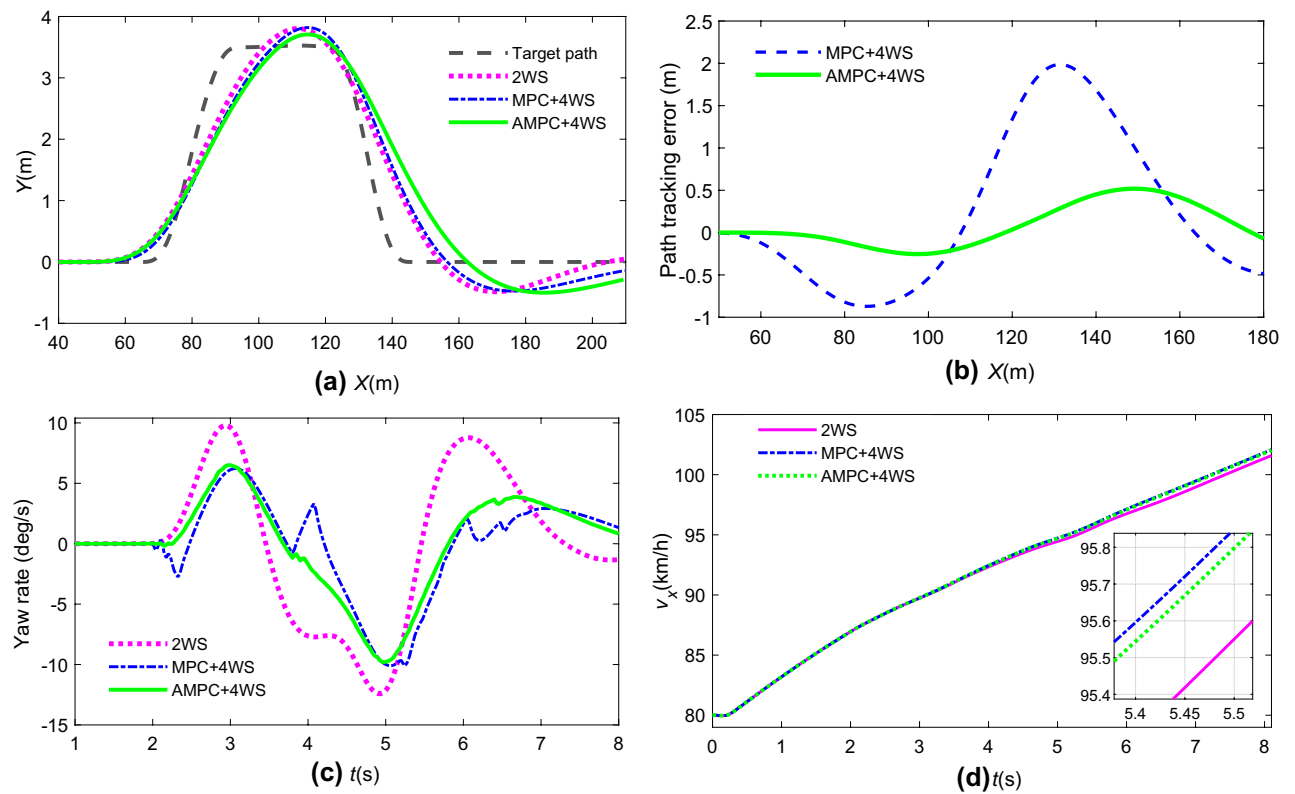 4
3
2
1
0
-1
Y(m)
Target path
2WS
MPC+4WS
AMPC+4WS
40 60 80 100 120 140 160 180 200
(a) X(m)
2.5
2
1.5
1
0.5
0
-0.5
-1
Path tracking error (m)
MPC+4WS
AMPC+4WS
60 80 100 120 140 160 180
(b) X(m)
10
5
0
-5
-10
-15
Yaw rate (deg/s)
2WS
MPC+4WS
AMPC+4WS
1 2 3 4 5 6 7 8
(c) t(s)
105
100
95
90
85
80
v_x(km/h)
2WS
MPC+4WS
AMPC+4WS
95.8
95.7
95.6
95.5
95.4
5.4 5.45 5.5
0 1 2 3 4 5 6 7 8
(d)t(s)